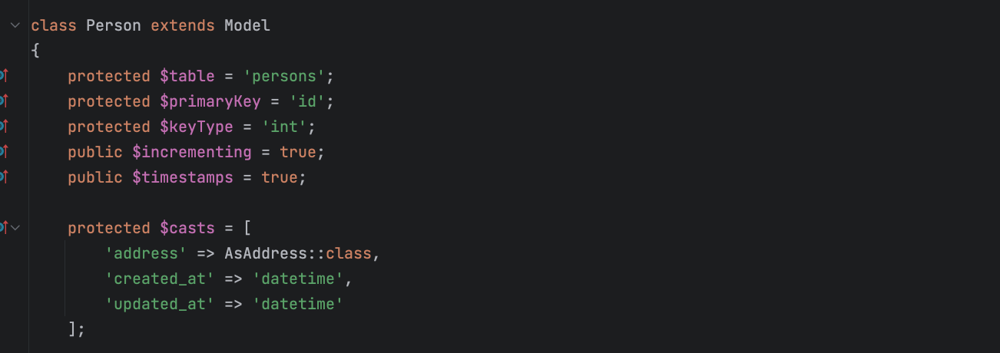 class Person extends Model
{
    protected $table = 'persons';
    protected $primaryKey = 'id';
    protected $keyType = 'int';
    public $incrementing = true;
    public $timestamps = true;

    protected $casts = [
        'address' => AsAddress::class,
        'created_at' => 'datetime',
        'updated_at' => 'datetime'
    ];